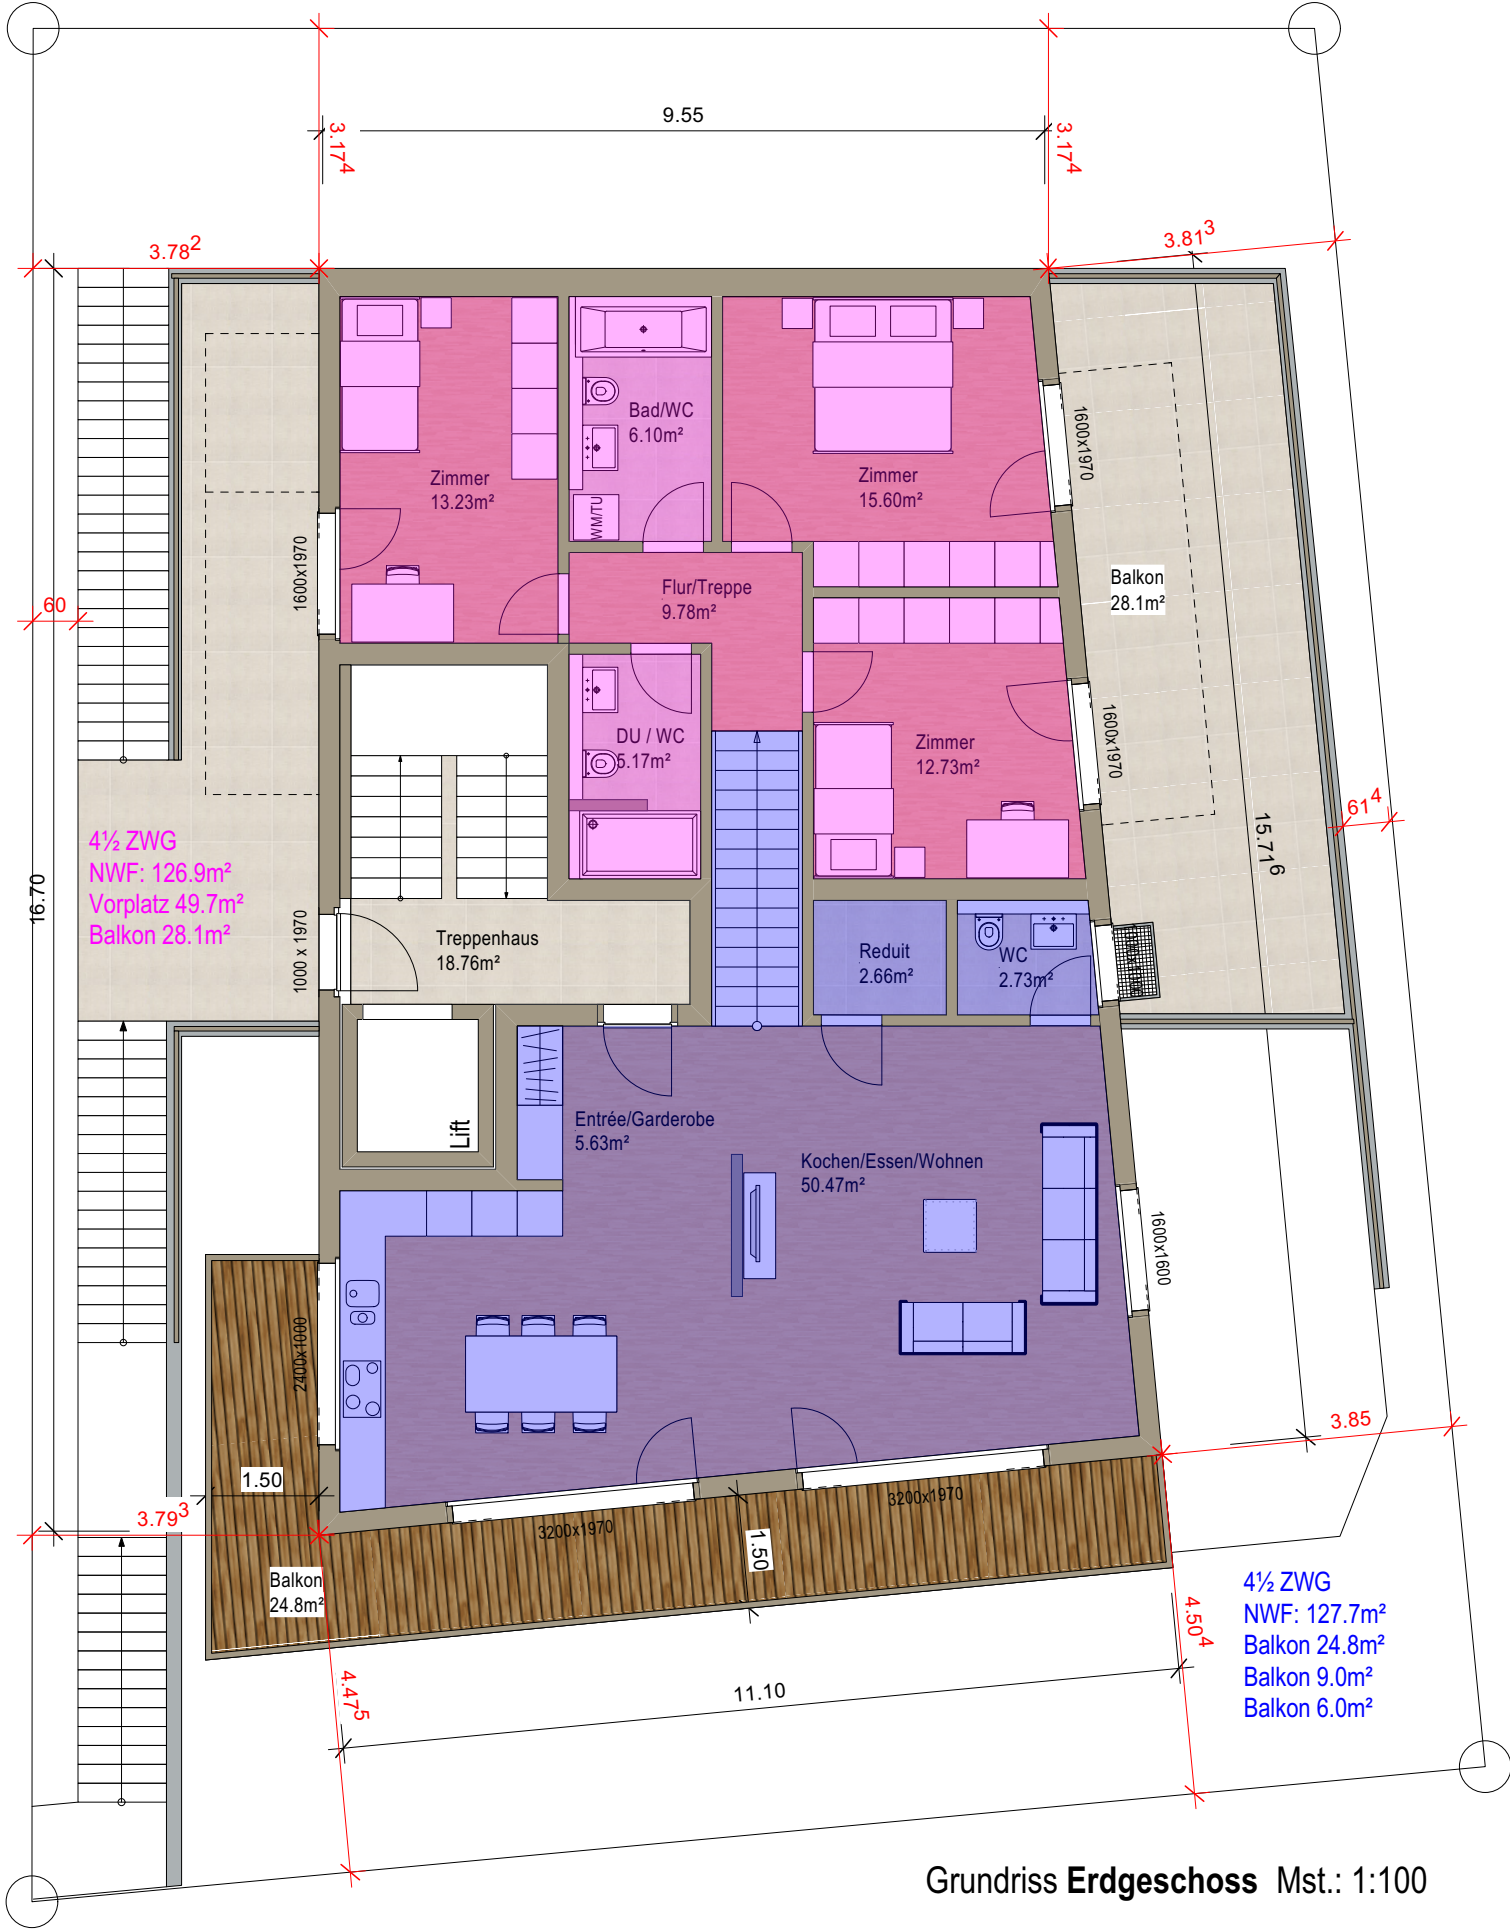 9.55
3.17⁴
3.17⁴
3.78²
3.81³
Bad/WC
6.10m²
Zimmer
13.23m²
Zimmer
15.60m²
1600x1970
WM/TU
1600x1970
Flur/Treppe
9.78m²
Balkon
28.1m²
60
DU / WC
5.17m²
Zimmer
12.73m²
1600x1970
61⁴
15.71⁶
4½ ZWG
NWF: 126.9m²
Vorplatz 49.7m²
Balkon 28.1m²
16.70
1000 x 1970
Treppenhaus
18.76m²
Reduit
2.66m²
WC
2.73m²
Lift
Entrée/Garderobe
5.63m²
Kochen/Essen/Wohnen
50.47m²
1600x1600
2400x1000
3.85
1.50
3.79³
3200x1970
3200x1970
1.50
Balkon
24.8m²
4.50⁴
4½ ZWG
NWF: 127.7m²
Balkon 24.8m²
Balkon 9.0m²
Balkon 6.0m²
4.47⁵
11.10
Grundriss Erdgeschoss Mst.: 1:100